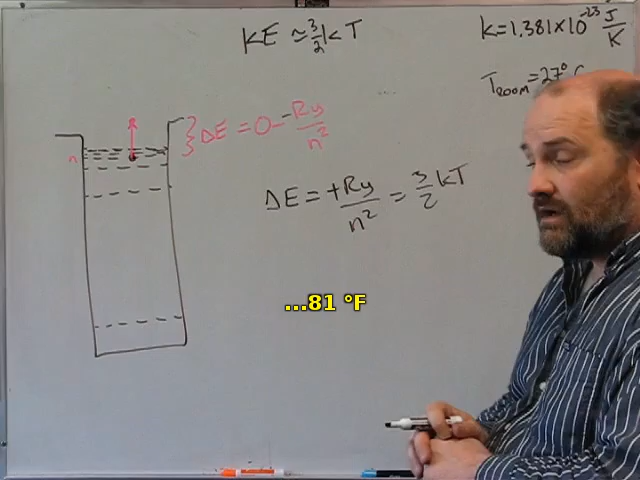 KE ≈ 3/2 kT
k = 1.381 × 10⁻²³ J/K
T_room = 27° C
} ΔE = 0 - -Ry/n²
n
ΔE = +Ry/n² = 3/2 kT
...81 °F